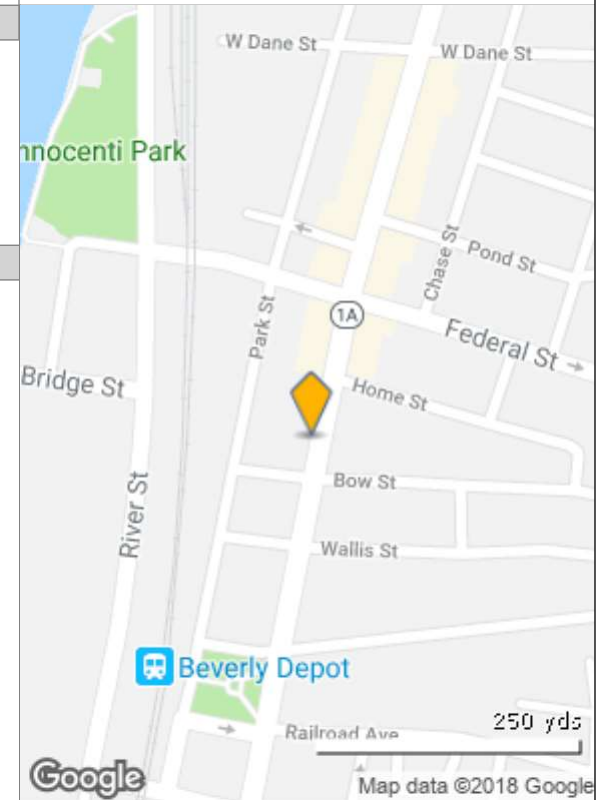 W Dane St
W Dane St
nnocenti Park
Pond St
Chase St
1A
Park St
Federal St
Bridge St
Home St
Bow St
River St
Wallis St
Beverly Depot
250 yds
Railroad Ave
Google
Map data ©2018 Google